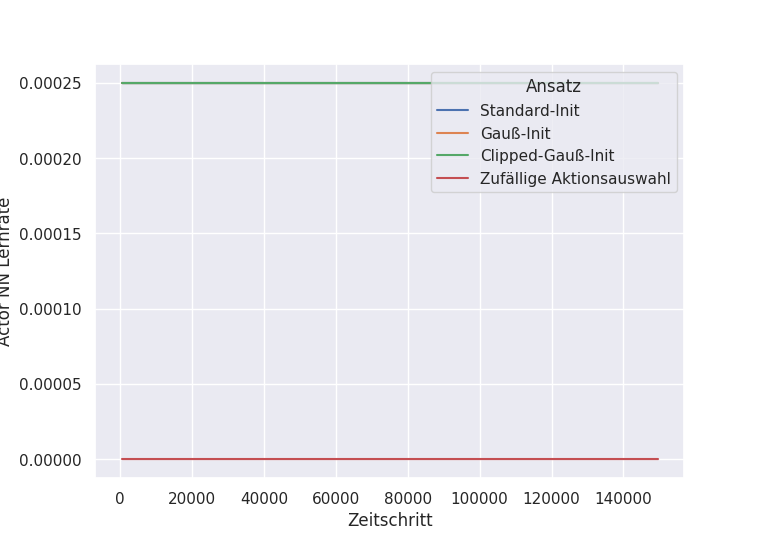 Ansatz
Standard-Init
Gauß-Init
Clipped-Gauß-Init
Zufällige Aktionsauswahl
Actor NN Lernrate
0.00025
0.00020
0.00015
0.00010
0.00005
0.00000
0 20000 40000 60000 80000 100000 120000 140000
Zeitschritt